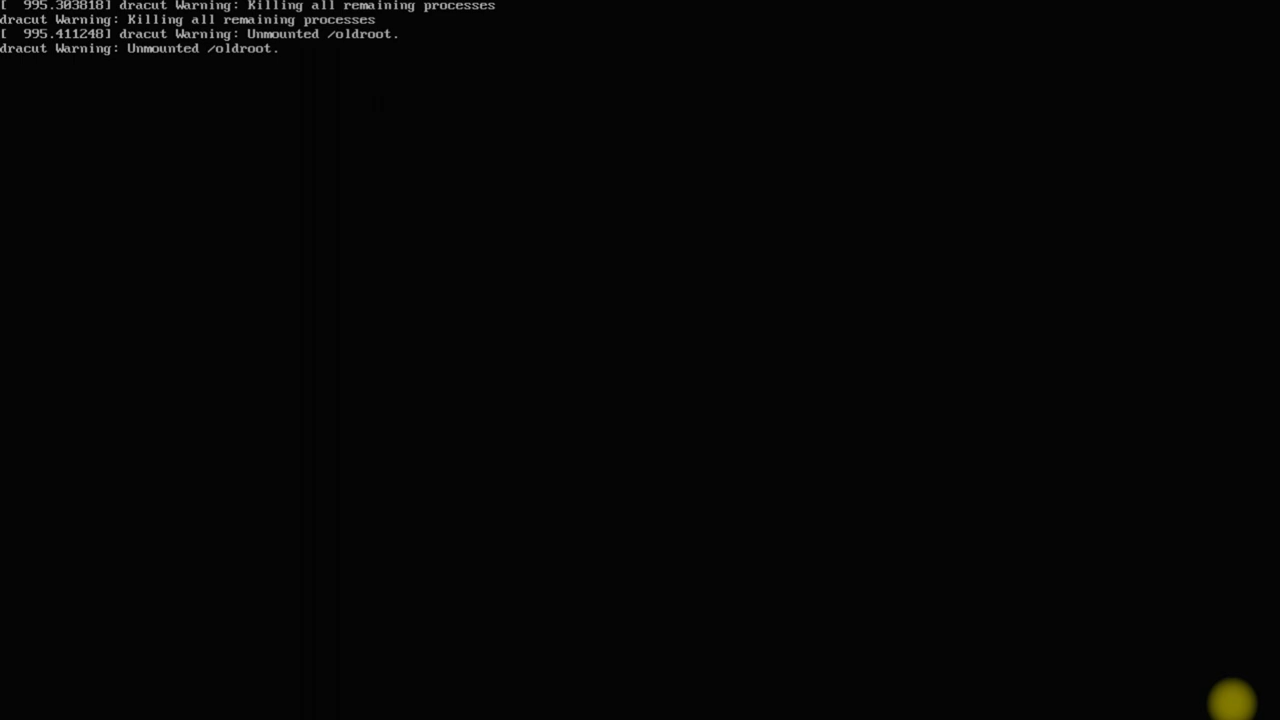 [  995.303818] dracut Warning: Killing all remaining processes
dracut Warning: Killing all remaining processes
[  995.411248] dracut Warning: Unmounted /oldroot.
dracut Warning: Unmounted /oldroot.